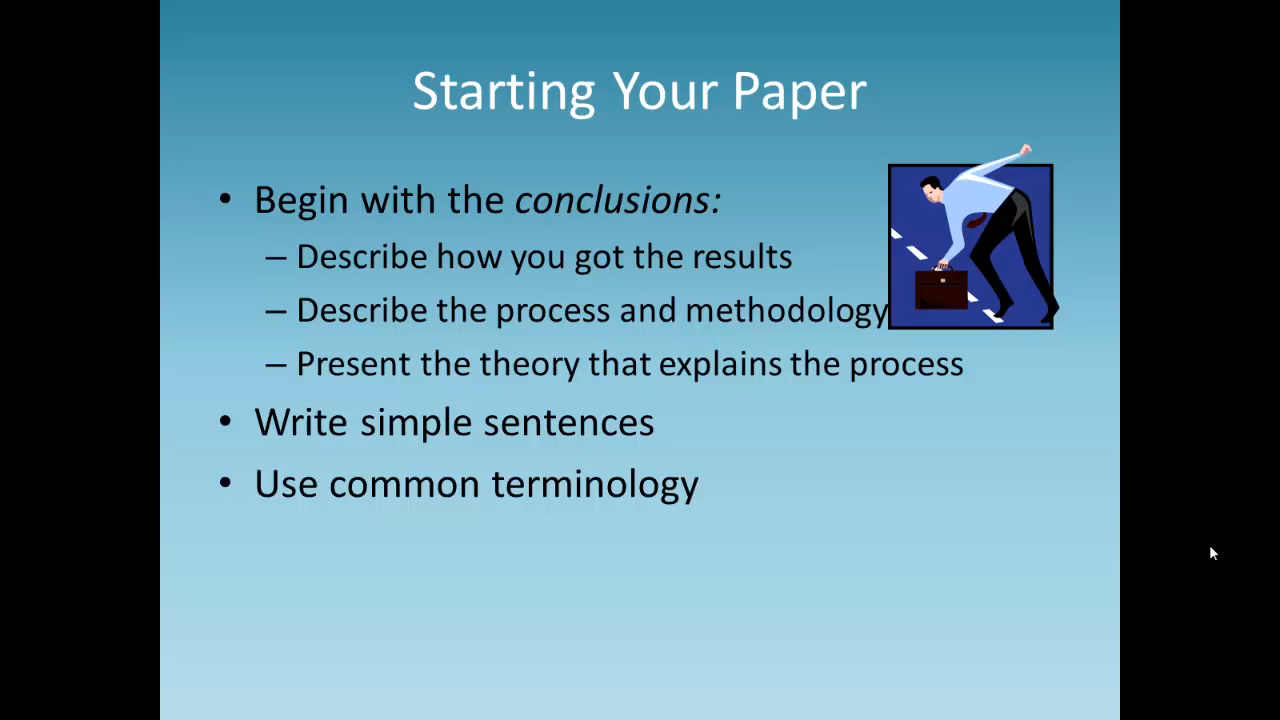 Starting Your Paper
• Begin with the conclusions:
– Describe how you got the results
– Describe the process and methodology
– Present the theory that explains the process
• Write simple sentences
• Use common terminology